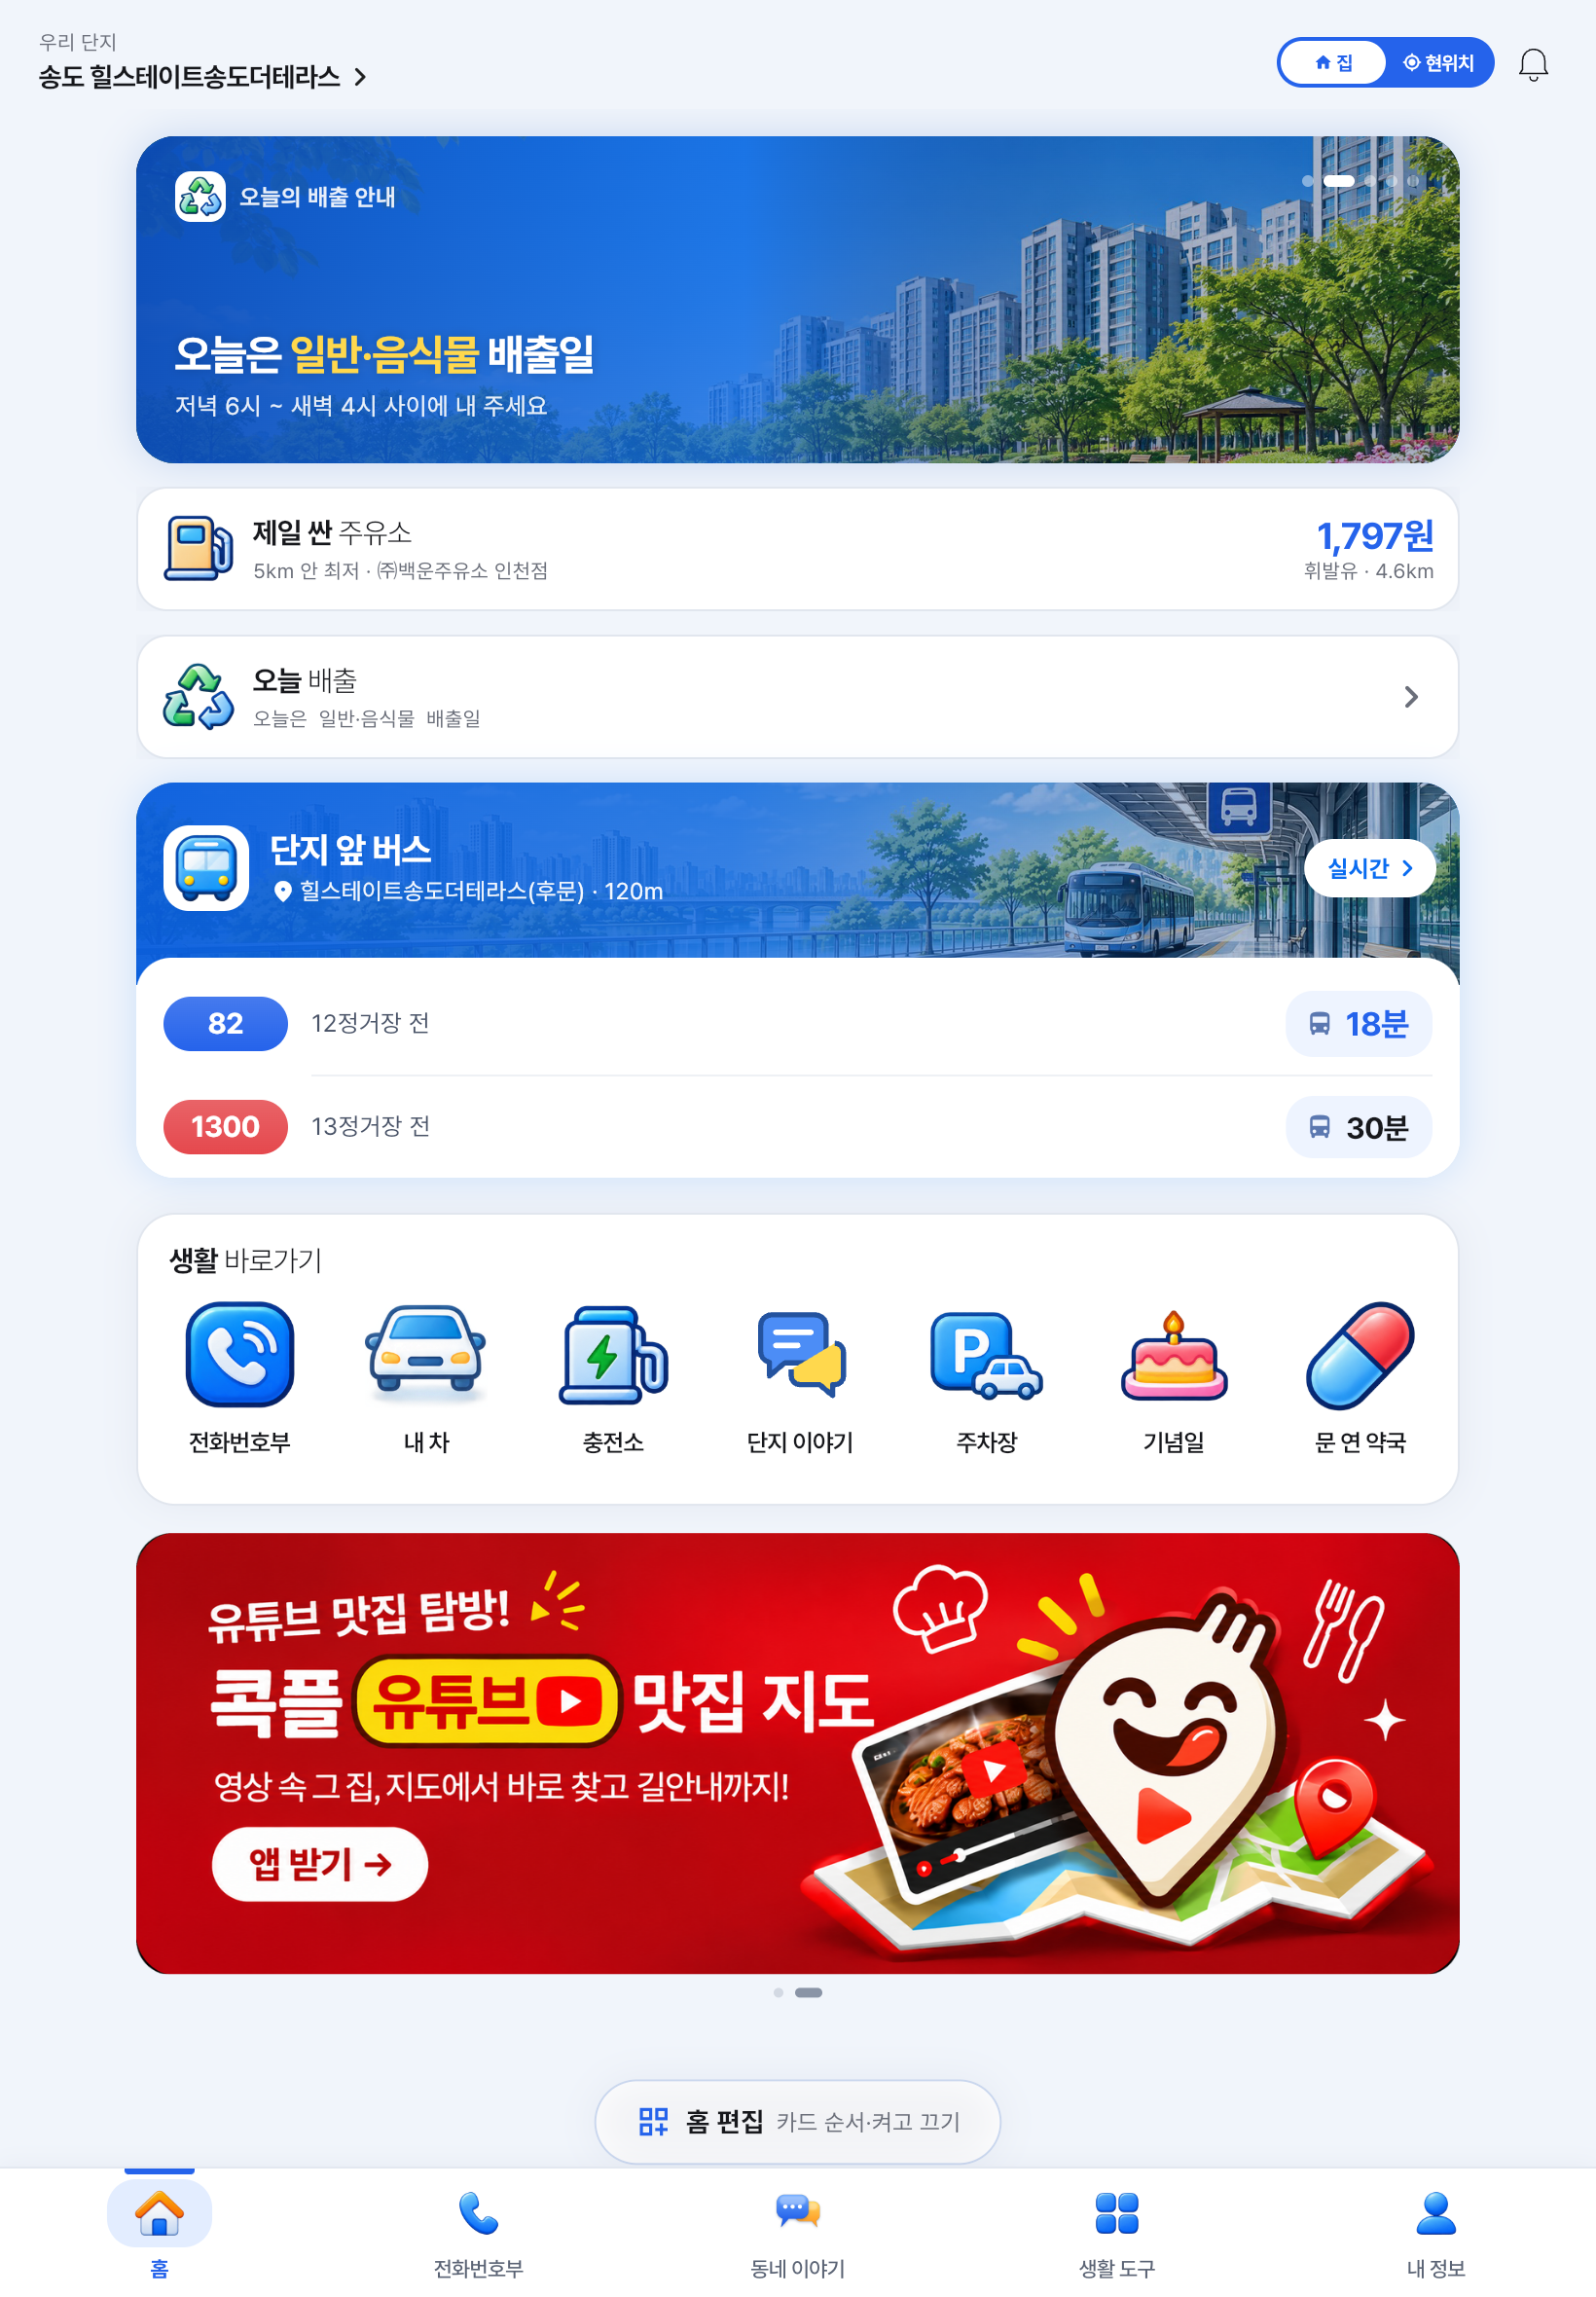 우리 단지
송도 힐스테이트송도더테라스
집
현위치
오늘의 배출 안내
오늘은 일반·음식물 배출일
저녁 6시 ~ 새벽 4시 사이에 내 주세요
제일 싼 주유소
5km 안 최저 · ㈜백운주유소 인천점
1,797원
휘발유 · 4.6km
오늘 배출
오늘은 일반·음식물 배출일
단지 앞 버스
힐스테이트송도더테라스(후문) · 120m
실시간
82
12정거장 전
18분
1300
13정거장 전
30분
생활 바로가기
P
전화번호부
내 차
충전소
단지 이야기
주차장
기념일
문 연 약국
유튜브 맛집 탐방!
콕플 유튜브 맛집 지도
영상 속 그 집, 지도에서 바로 찾고 길안내까지!
앱 받기 →
홈 편집 카드 순서·켜고 끄기
홈
전화번호부
동네 이야기
생활 도구
내 정보